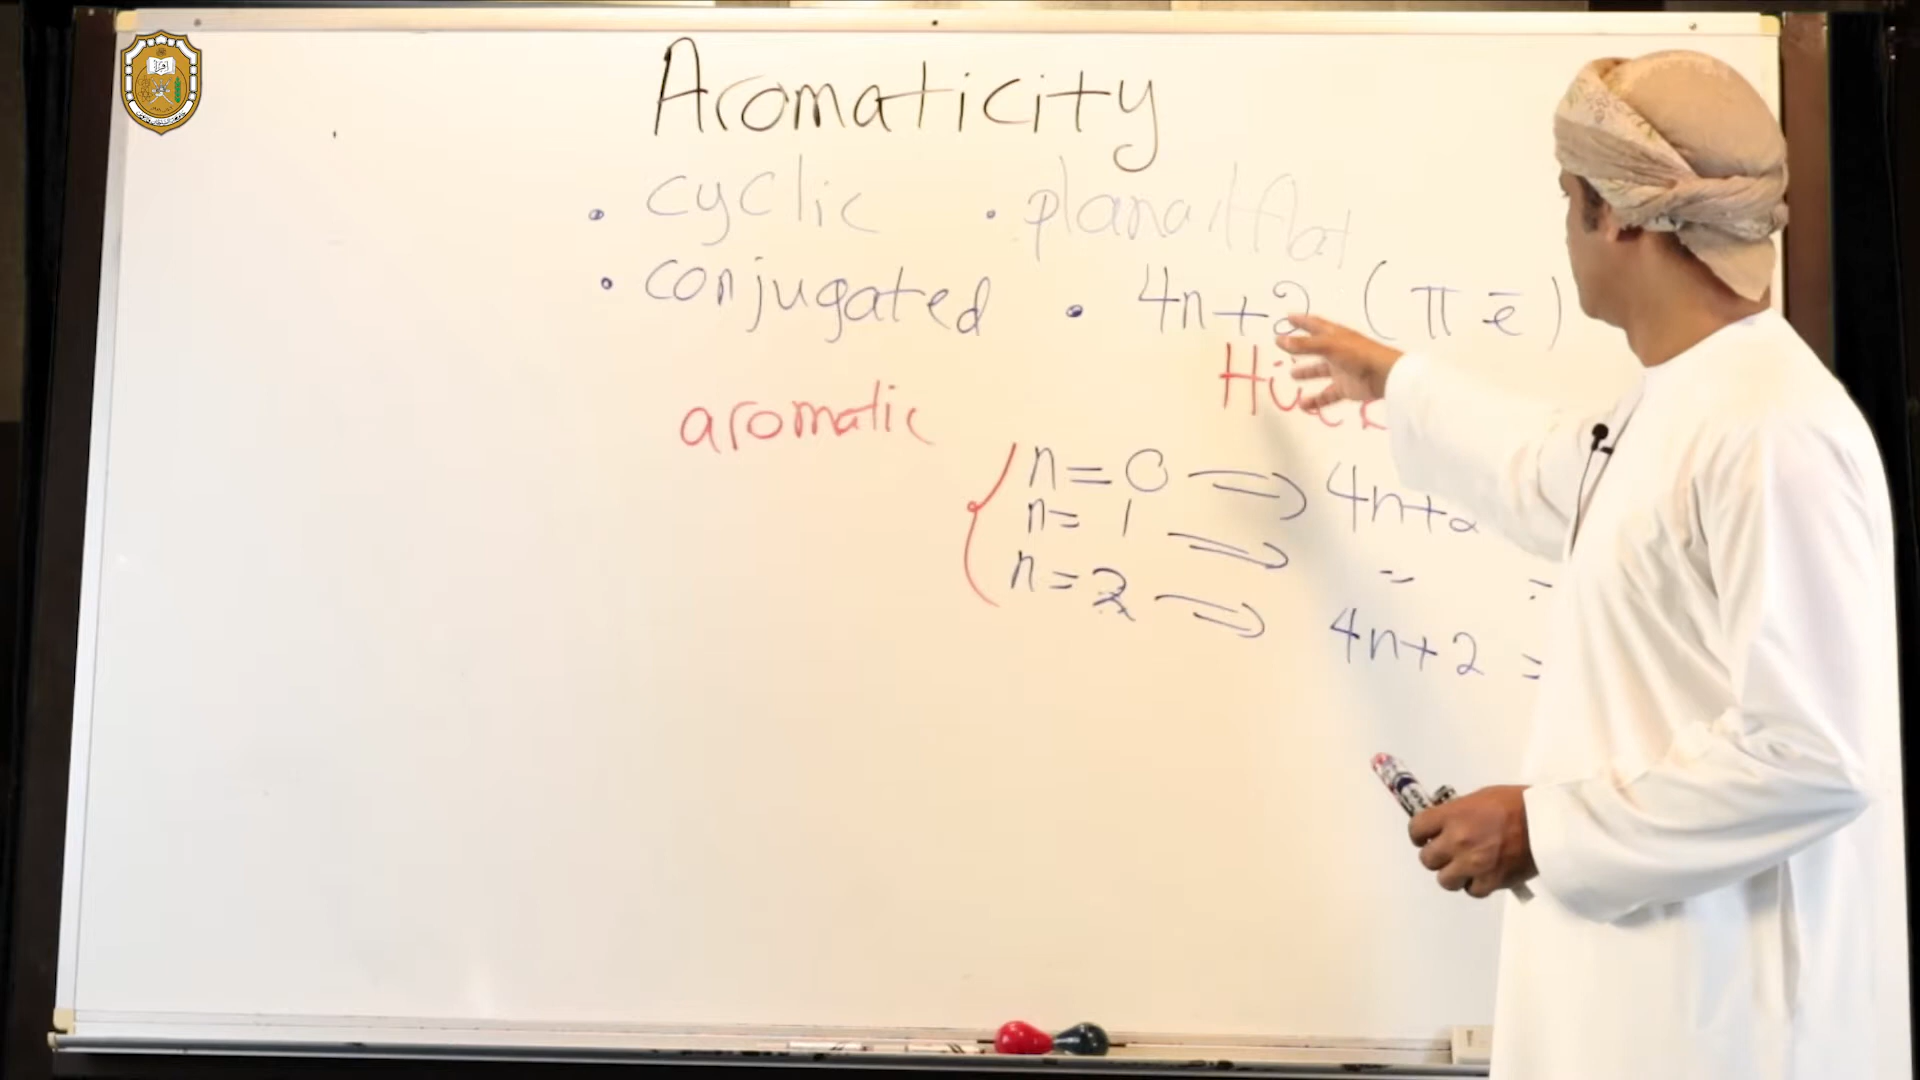 Aromaticity
• cyclic • planar/flat
• conjugated • 4n+2 (π ē)
aromatic
n=0 ⇒ 4n+2
n=1 ⇒ " =
n=2 ⇒ 4n+2 =